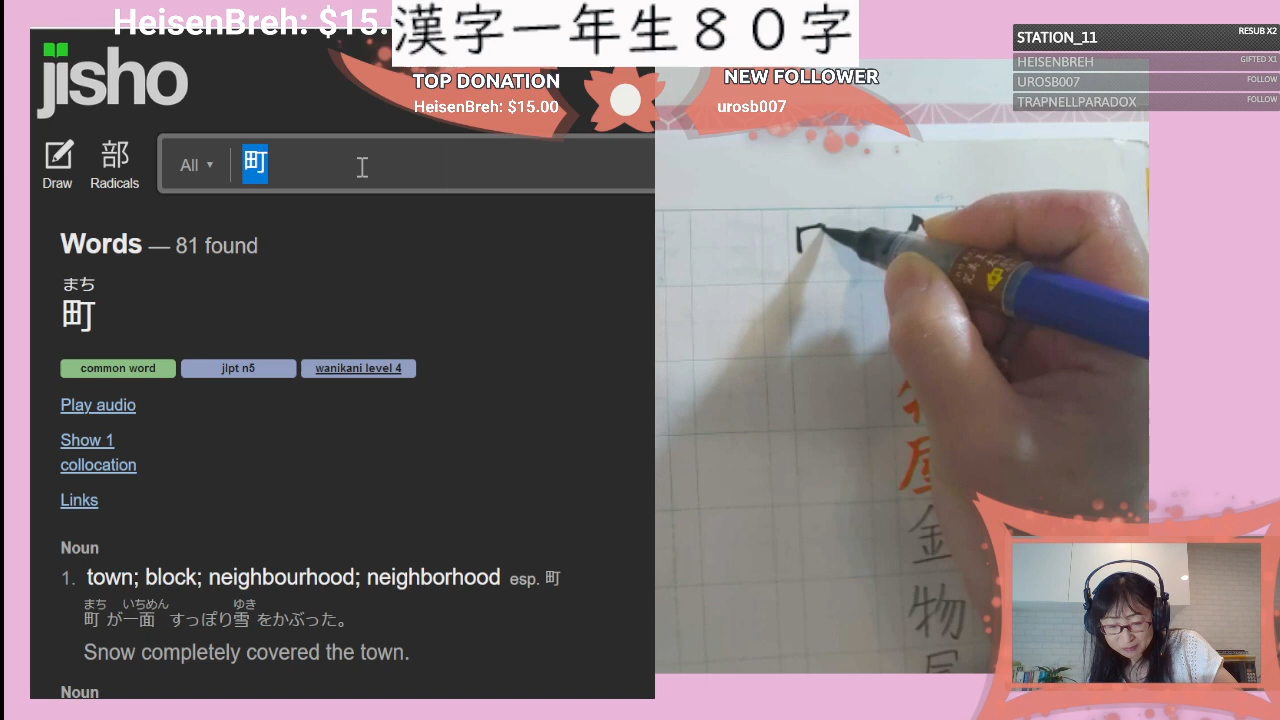 HeisenBreh: $15.
漢字一年生８０字
jisho
TOP DONATION
HeisenBreh: $15.00
NEW FOLLOWER
urosb007
STATION_11 RESUB X2
HEISENBREH GIFTED X1
UROSB007 FOLLOW
TRAPNELLPARADOX FOLLOW
Draw
部
Radicals
All
町
Words — 81 found
まち
町
common word
jlpt n5
wanikani level 4
Play audio
Show 1
collocation
Links
Noun
1. town; block; neighbourhood; neighborhood esp. 町
まち いちめん ゆき
町 が一面 すっぽり雪 をかぶった。
Snow completely covered the town.
Noun
屋
金
物